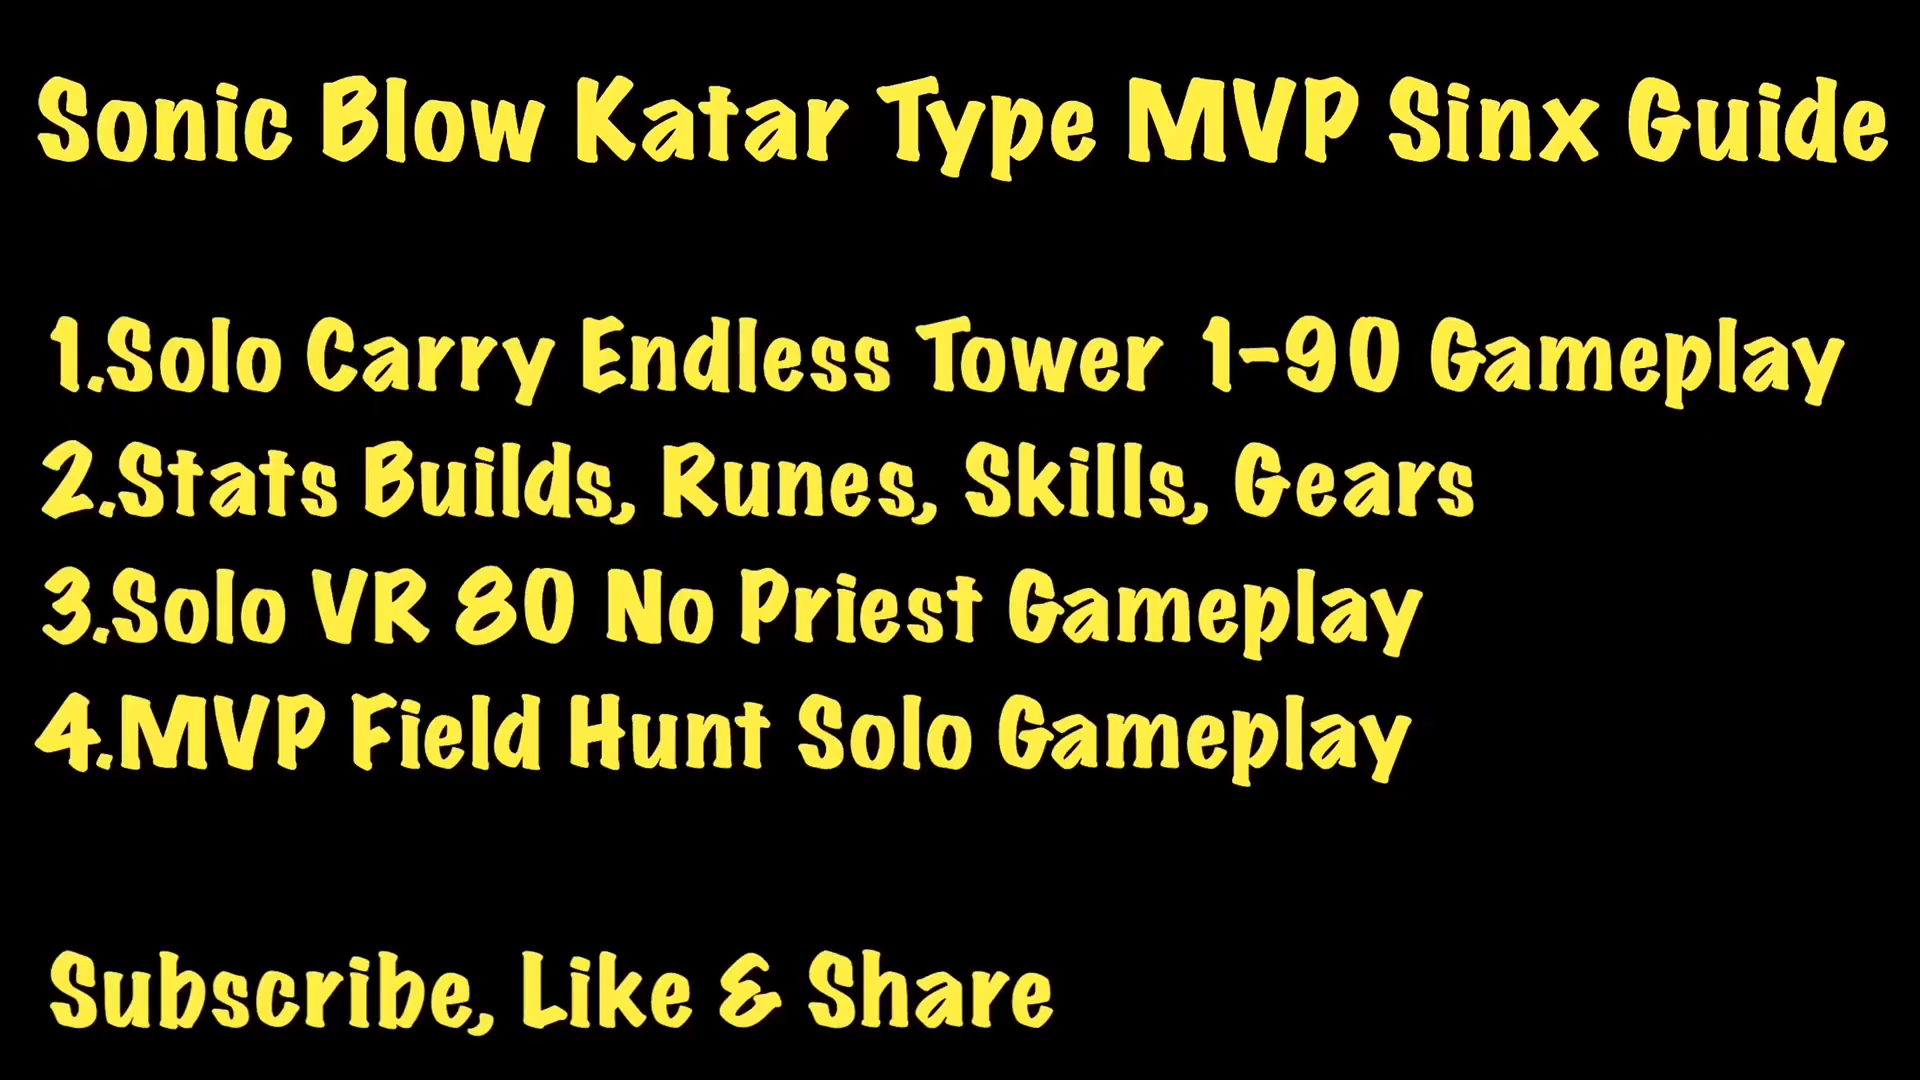 Sonic Blow Katar Type MVP Sinx Guide
1.Solo Carry Endless Tower 1-90 Gameplay
2.Stats Builds, Runes, Skills, Gears
3.Solo VR 80 No Priest Gameplay
4.MVP Field Hunt Solo Gameplay
Subscribe, Like & Share